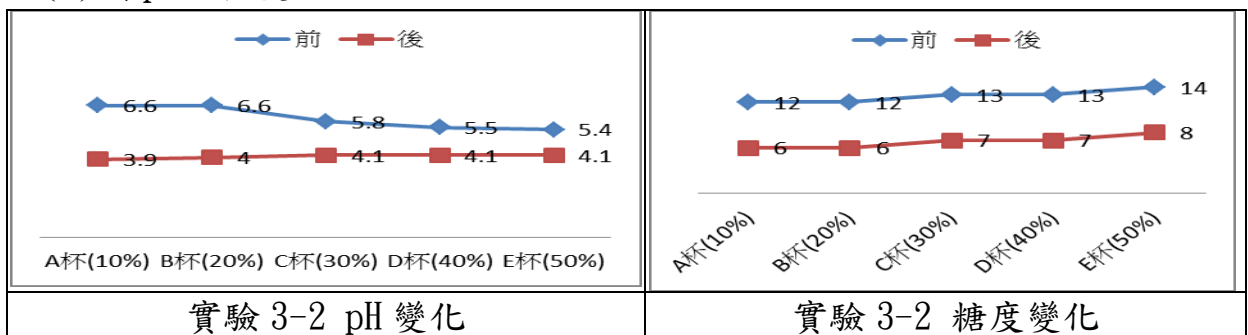 前 後
6.6 6.6 5.8 5.5 5.4
3.9 4 4.1 4.1 4.1
A杯(10%) B杯(20%) C杯(30%) D杯(40%) E杯(50%)
實驗 3-2 pH 變化
前 後
12 12 13 13 14
6 6 7 7 8
A杯(10%) B杯(20%) C杯(30%) D杯(40%) E杯(50%)
實驗 3-2 糖度變化